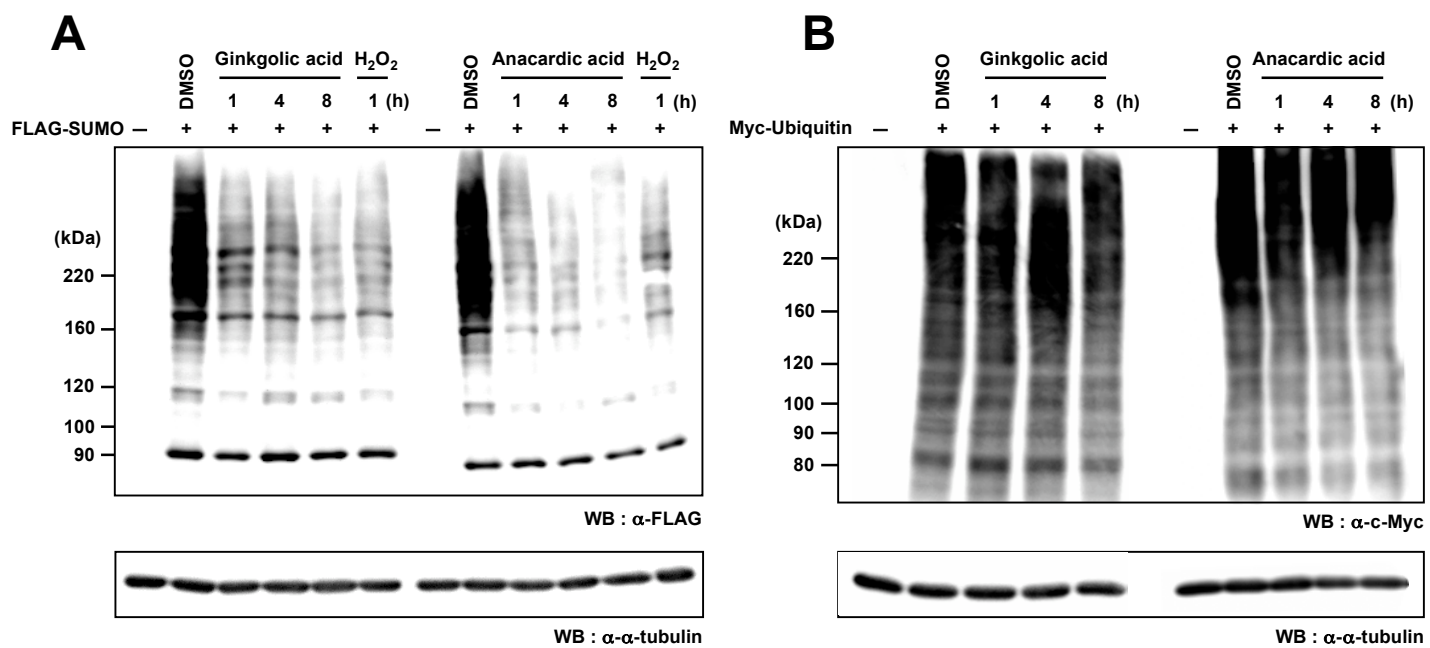 A
DMSO
Ginkgolic acid
H2O2
DMSO
Anacardic acid
H2O2
1 4 8 1 (h) 1 4 8 1 (h)
FLAG-SUMO – + + + + + – + + + + +
(kDa)
220
160
120
100
90
WB : α-FLAG
WB : α-α-tubulin
B
DMSO
Ginkgolic acid
DMSO
Anacardic acid
1 4 8 (h) 1 4 8 (h)
Myc-Ubiquitin – + + + + – + + + +
(kDa)
220
160
120
100
90
80
WB : α-c-Myc
WB : α-α-tubulin